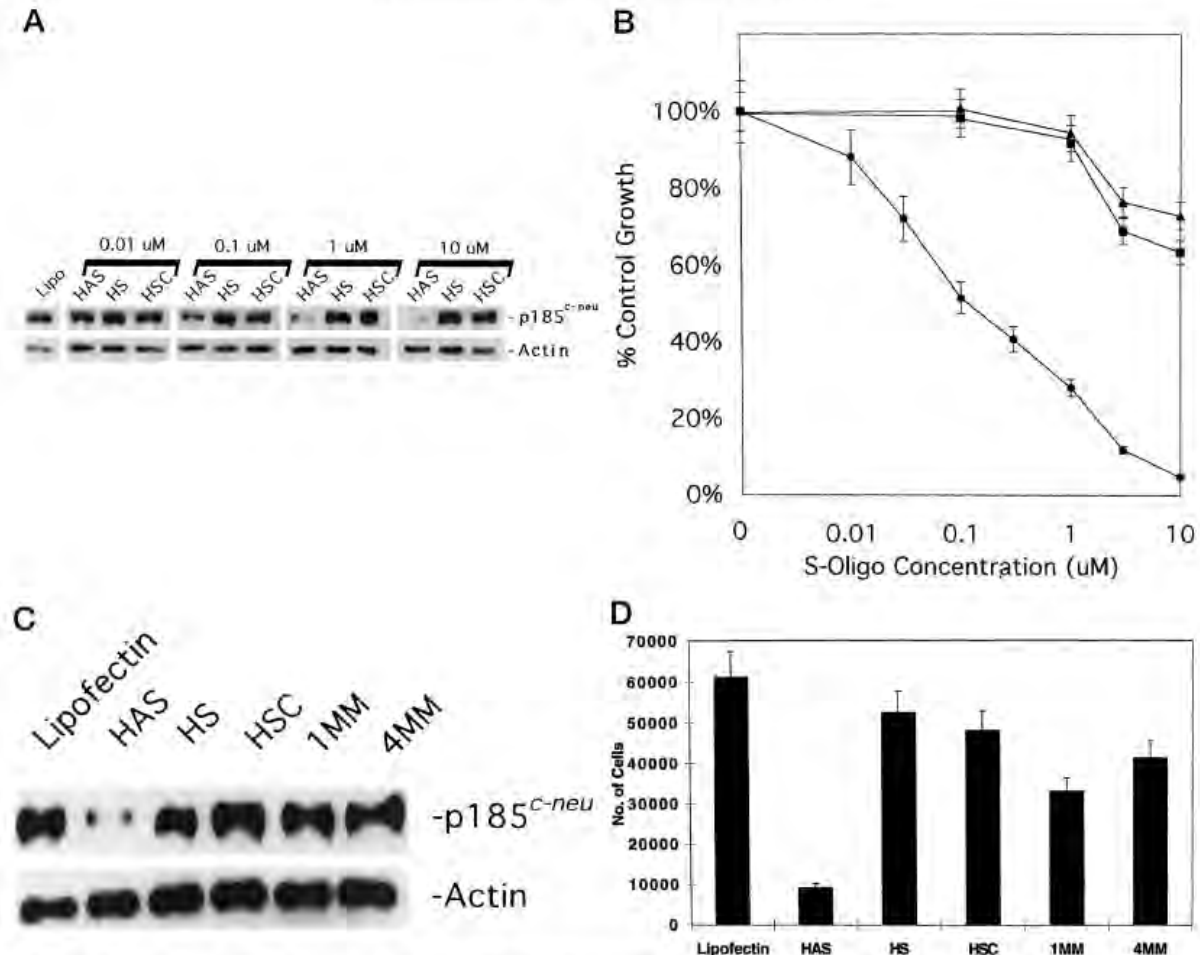 A
0.01 uM 0.1 uM 1 uM 10 uM
Lipo HAS HS HSC HAS HS HSC HAS HS HSC HAS HS HSC
-p185c-neu
-Actin
B
% Control Growth
100%
80%
60%
40%
20%
0%
0 0.01 0.1 1 10
S-Oligo Concentration (uM)
C
Lipofectin HAS HS HSC 1MM 4MM
-p185c-neu
-Actin
D
No. of Cells
70000
60000
50000
40000
30000
20000
10000
0
Lipofectin HAS HS HSC 1MM 4MM